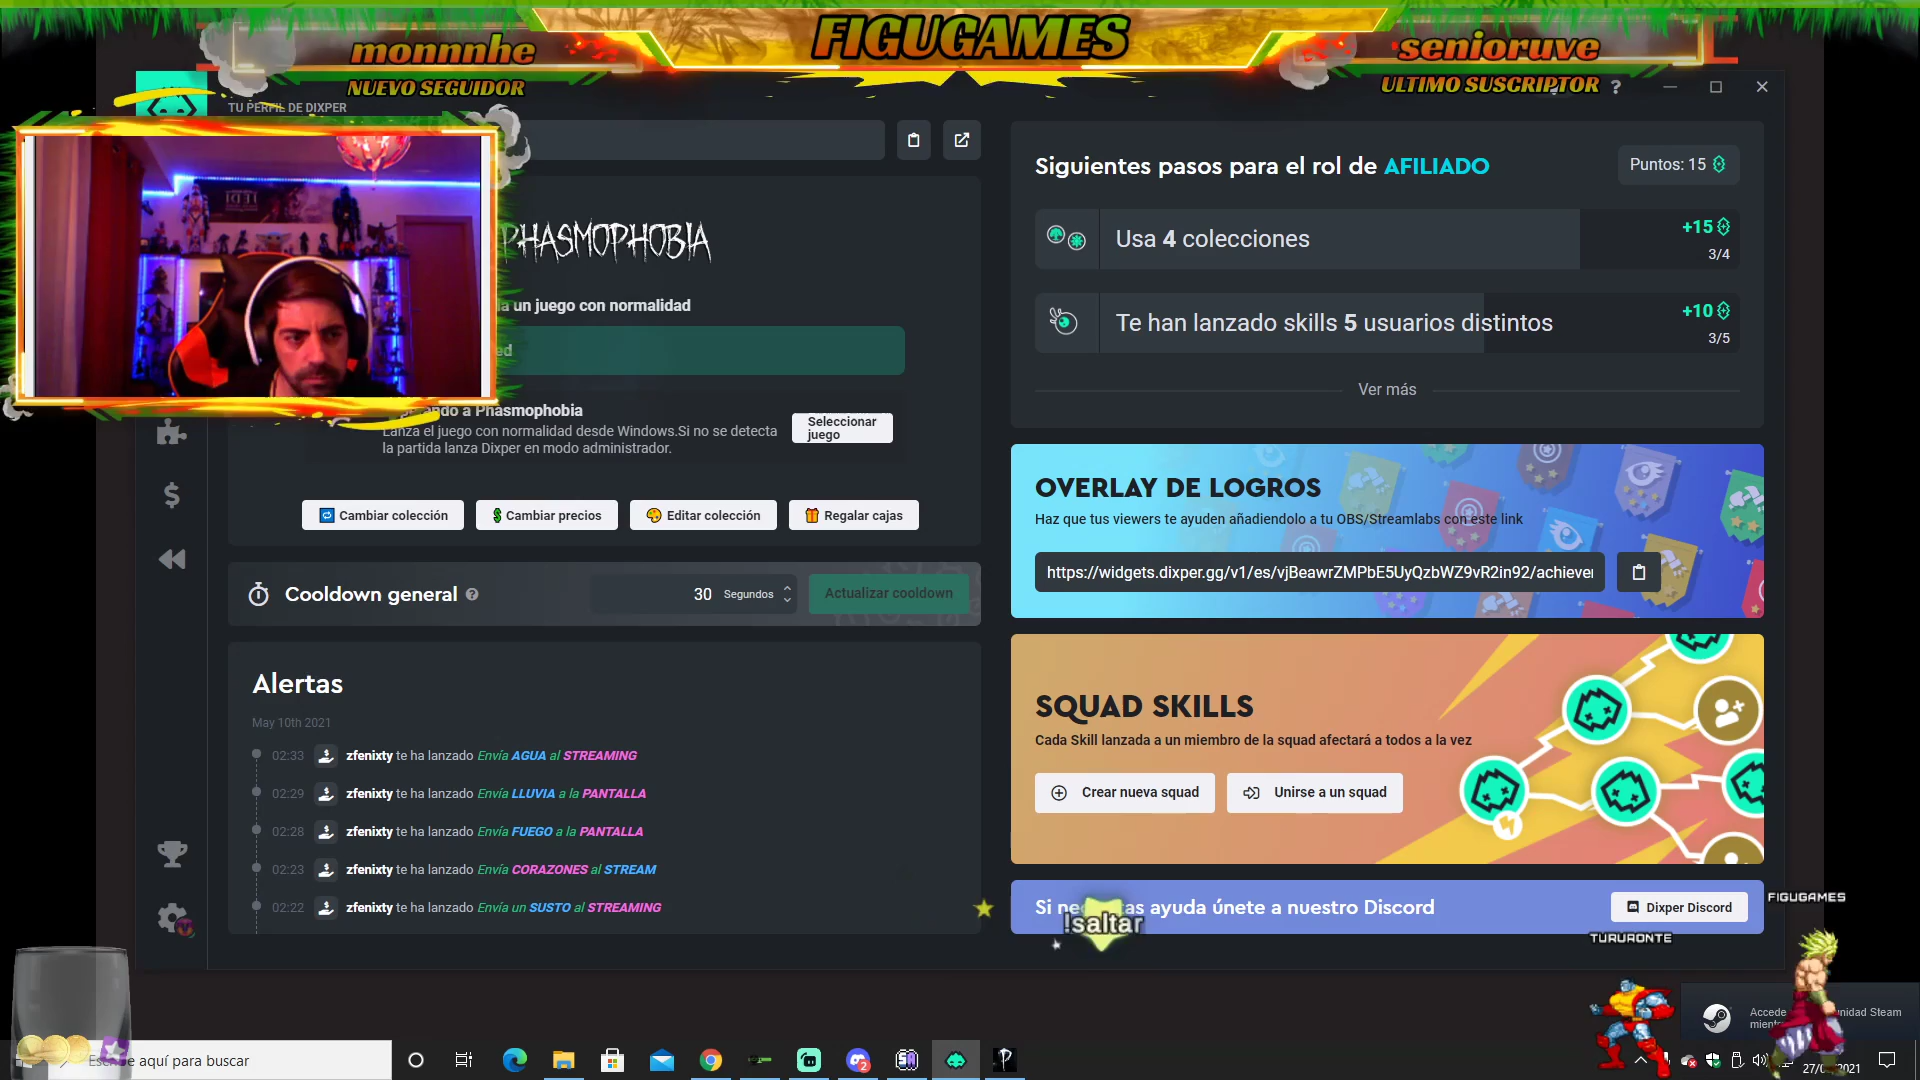 FIGUGAMES
monnnhe
NUEVO SEGUIDOR
senioruve
ULTIMO SUSCRIPTOR
TU PERFIL DE DIXPER
PHASMOPHOBIA
un juego con normalidad
a Phasmophobia
Lanza el juego con normalidad desde Windows.Si no se detecta
la partida lanza Dixper en modo administrador.
Seleccionar
juego
Cambiar colección
Cambiar precios
Editar colección
Regalar cajas
Cooldown general
30 Segundos
Actualizar cooldown
Alertas
May 10th 2021
02:33 zfenixty te ha lanzado Envía AGUA al STREAMING
02:29 zfenixty te ha lanzado Envía LLUVIA a la PANTALLA
02:28 zfenixty te ha lanzado Envía FUEGO a la PANTALLA
02:23 zfenixty te ha lanzado Envía CORAZONES al STREAM
02:22 zfenixty te ha lanzado Envía un SUSTO al STREAMING
Siguientes pasos para el rol de AFILIADO
Puntos: 15
Usa 4 colecciones
+15
3/4
Te han lanzado skills 5 usuarios distintos
+10
3/5
Ver más
OVERLAY DE LOGROS
Haz que tus viewers te ayuden añadiendolo a tu OBS/Streamlabs con este link
https://widgets.dixper.gg/v1/es/vjBeawrZMPbE5UyQzbWZ9vR2in92/achieve
SQUAD SKILLS
Cada Skill lanzada a un miembro de la squad afectará a todos a la vez
Crear nueva squad
Unirse a un squad
Si ayuda únete a nuestro Discord
Dixper Discord
!saltar
FIGUGAMES
TURURONTE
Accede
unidad Steam
aquí para buscar
2021